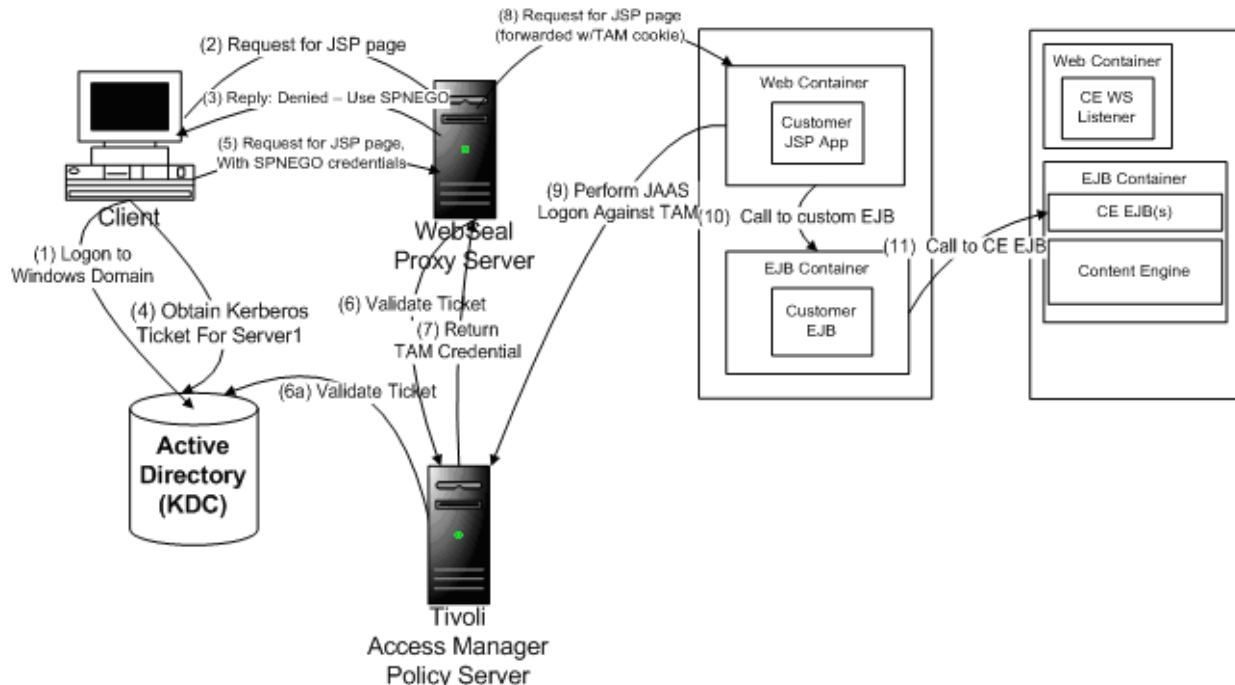 (8) Request for JSP page
(forwarded w/TAM cookie)
(2) Request for JSP page
(3) Reply: Denied – Use SPNEGO
(5) Request for JSP page,
With SPNEGO credentials
Client
WebSeal
Proxy Server
(1) Logon to
Windows Domain
(4) Obtain Kerberos
Ticket For Server1
(6) Validate Ticket
(7) Return
TAM Credential
(6a) Validate Ticket
Active
Directory
(KDC)
Tivoli
Access Manager
Policy Server
(9) Perform JAAS
Logon Against TAM
Web Container
Customer
JSP App
(10) Call to custom EJB
EJB Container
Customer
EJB
(11) Call to CE EJB
Web Container
CE WS
Listener
EJB Container
CE EJB(s)
Content Engine